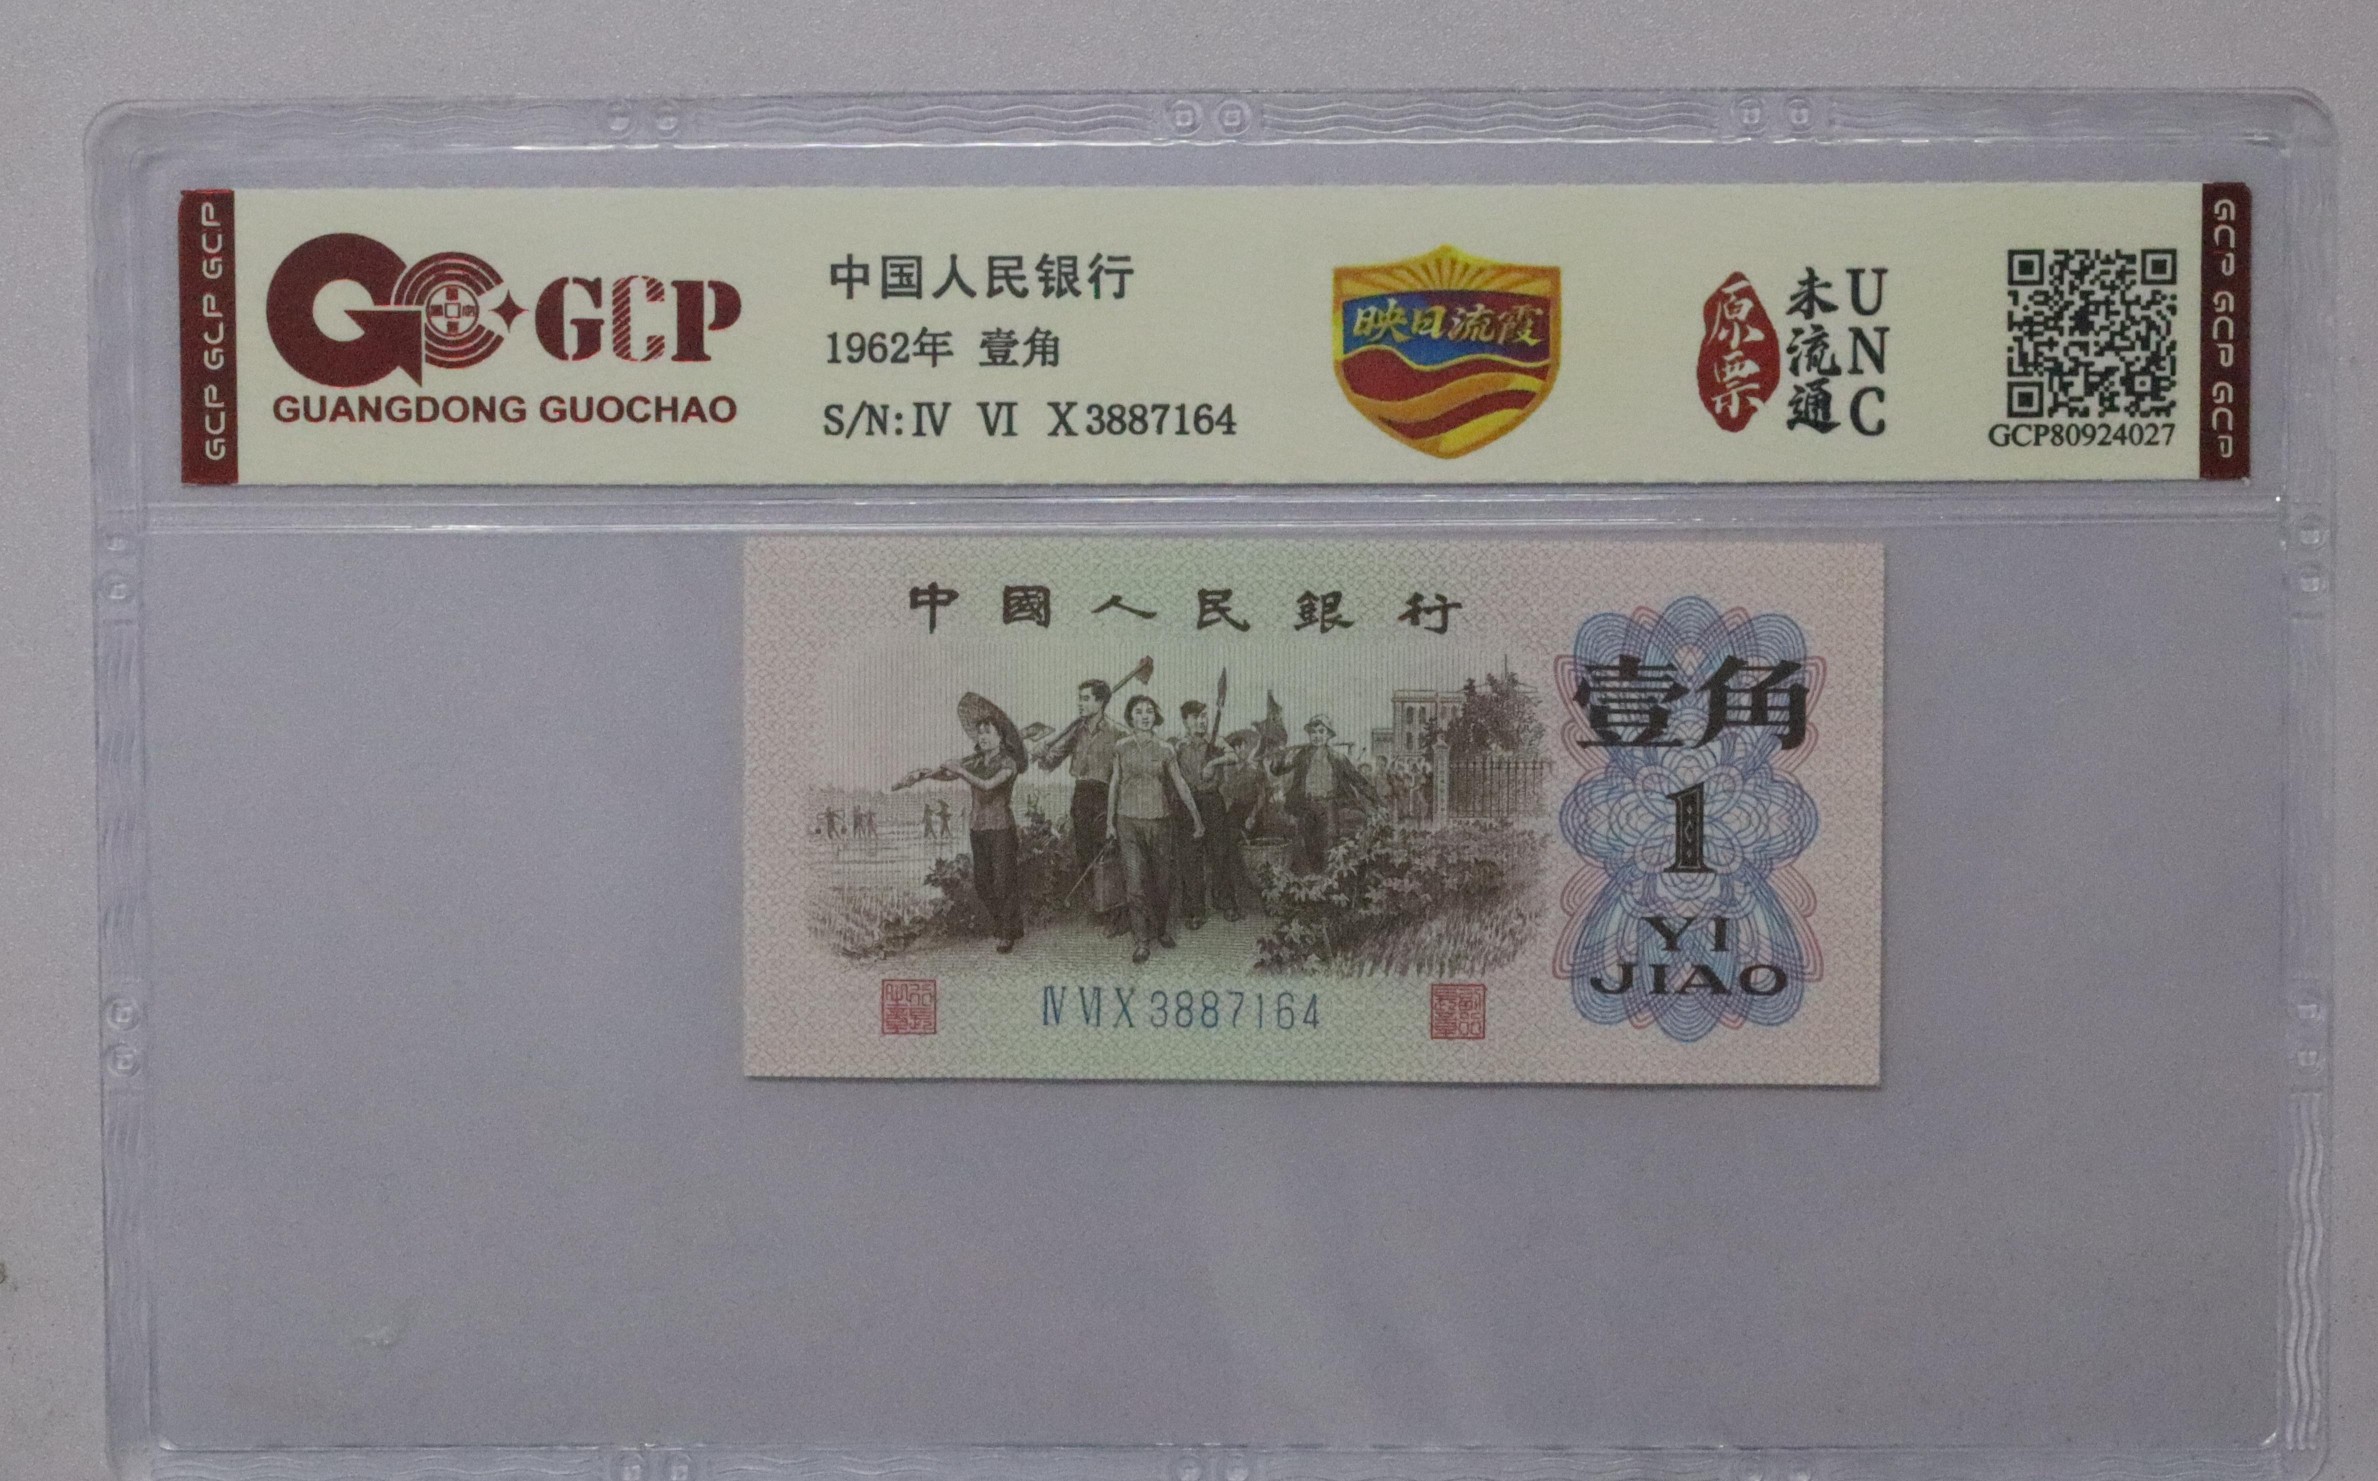 GCP GCP GCP
GCP
GUANGDONG GUOCHAO
中国人民银行
1962年 壹角
S/N: IV VI X 3887164
映日流霞
原票
未流通
UNC
GCP80924027
GCP GCP GCP
中國人民銀行
壹角
1
YI
JIAO
IV VI X 3887164